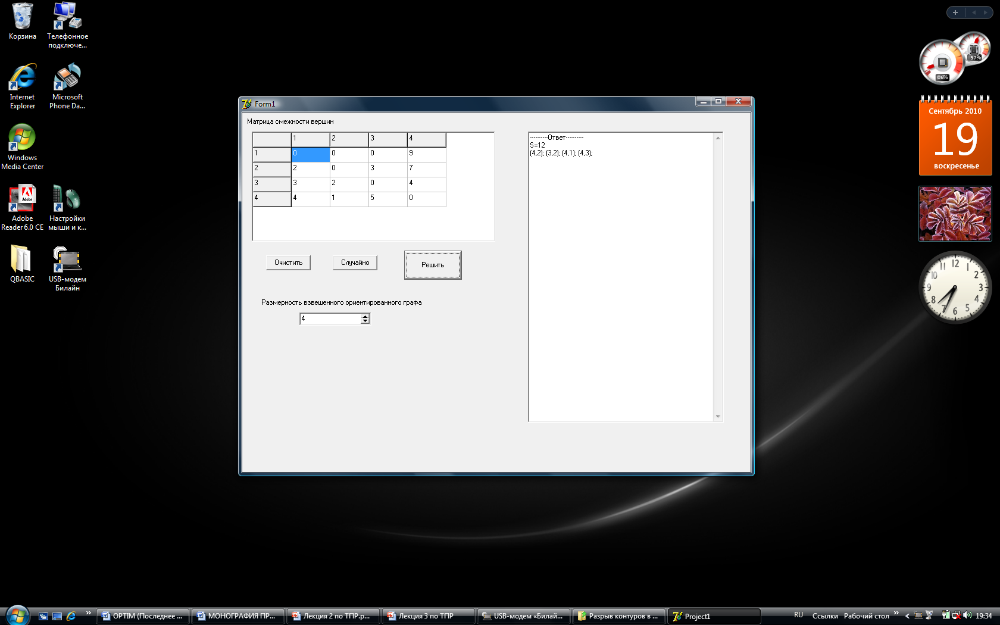 Корзина
Телефонное
подключе...
Internet
Explorer
Microsoft
Phone Da...
Windows
Media Center
Adobe
Reader 6.0 CE
Настройки
мыши и к...
QBASIC
USB-модем
Билайн
Form1
Матрица смежности вершин
1 2 3 4
1 0 0 0 9
2 2 0 3 7
3 3 2 0 4
4 4 1 5 0
Очистить
Случайно
Решить
Размерность взвешенного ориентированного графа
4
----------Ответ----------
S=12
(4,2); (3,2); (4,1); (4,3);
57%
06%
Сентябрь 2010
19
воскресенье
12
11 1
10 2
9 3
8 4
7 5
6
OPTIM (Последнее ...
МОНОГРАФИЯ ПР...
Лекция 2 по ТПР.p...
Лекция 3 по ТПР
USB-модем «Билай...
Разрыв контуров в ...
Project1
RU
Ссылки
Рабочий стол
19:34